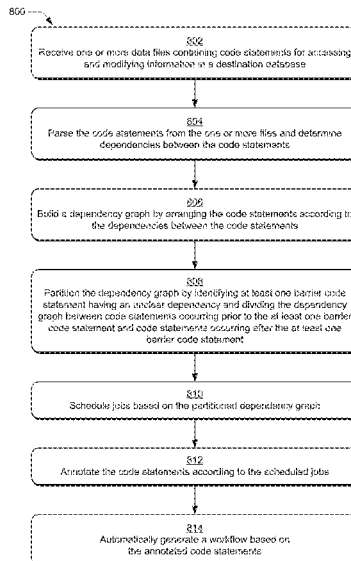 800
802
Receive one or more data files containing code statements for accessing
and modifying information in a destination database
804
Parse the code statements from the one or more files and determine
dependencies between the code statements
806
Build a dependency graph by arranging the code statements according to
the dependencies between the code statements
808
Partition the dependency graph by identifying at least one barrier code
statement having an unclear dependency and dividing the dependency
graph between code statements occurring prior to the at least one barrier
code statement and code statements occurring after the at least one
barrier code statement
810
Schedule jobs based on the partitioned dependency graph
812
Annotate the code statements according to the scheduled jobs
814
Automatically generate a workflow based on
the annotated code statements